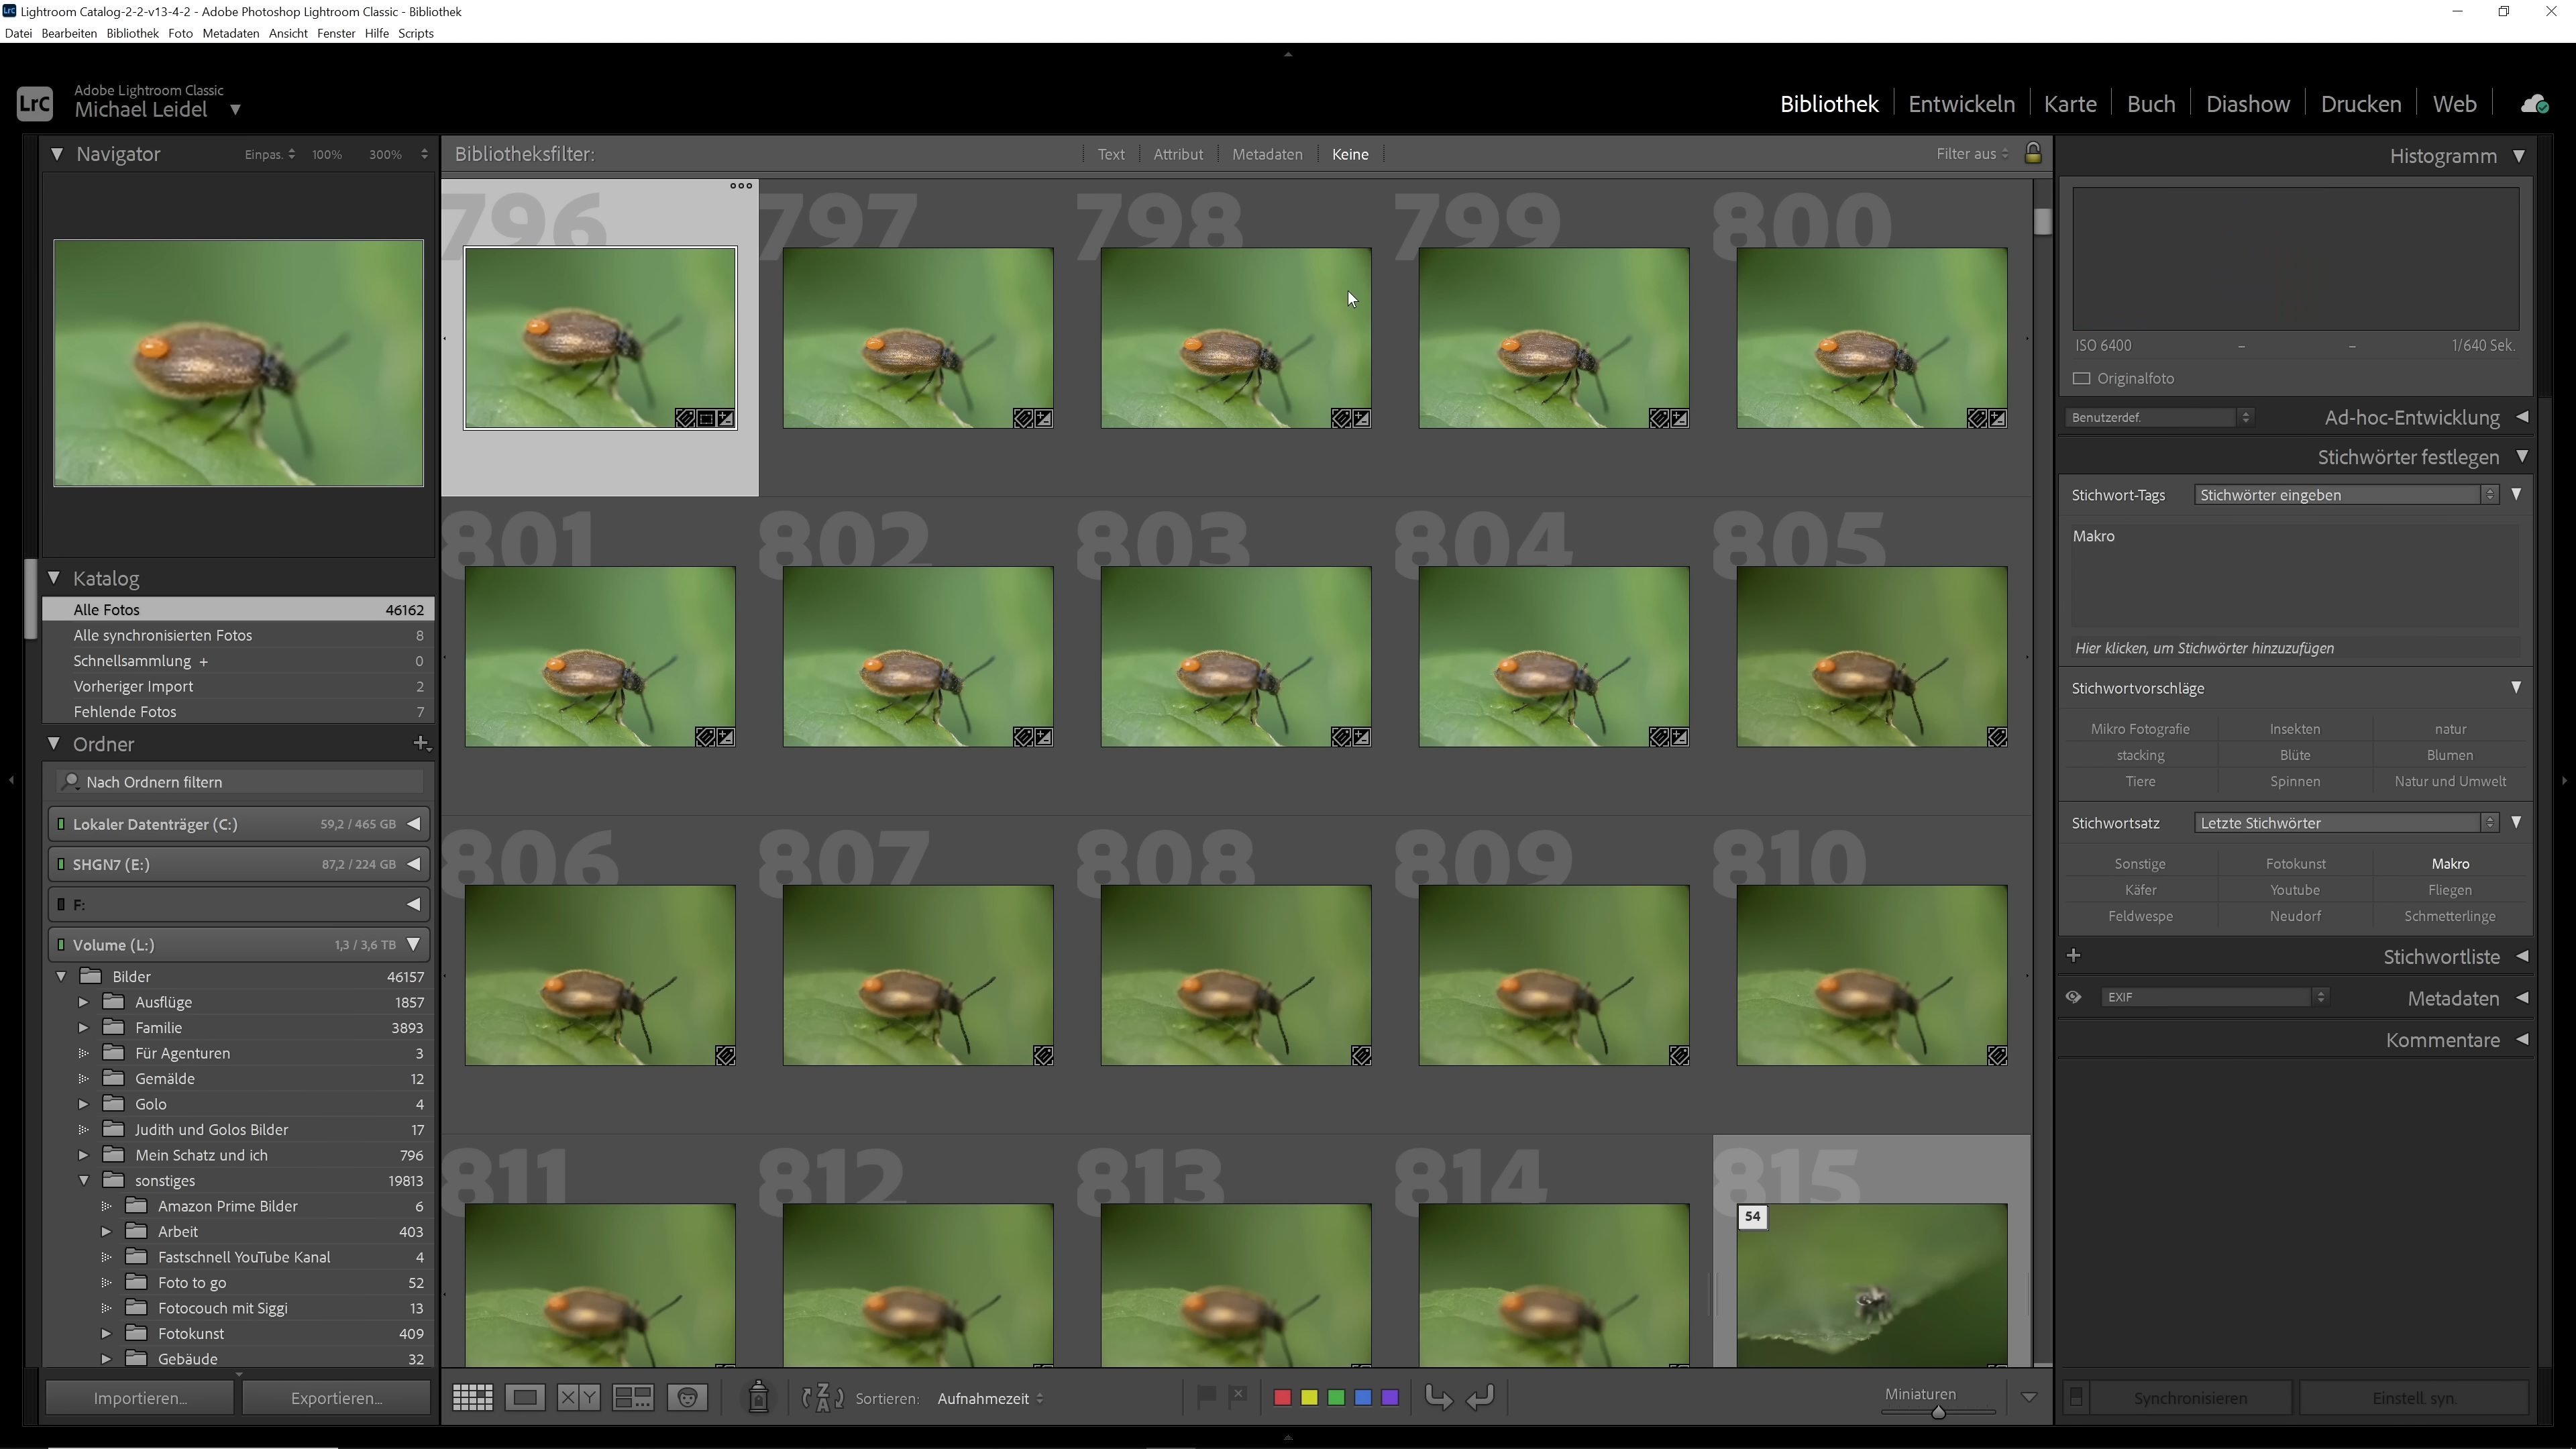 Lightroom Catalog-2-2-v13-4-2 - Adobe Photoshop Lightroom Classic - Bibliothek
Datei Bearbeiten Bibliothek Foto Metadaten Ansicht Fenster Hilfe Scripts
LrC
Adobe Lightroom Classic
Michael Leidel
Bibliothek Entwickeln Karte Buch Diashow Drucken Web
Navigator Einpas. 100% 300%
Katalog
Alle Fotos 46162
Alle synchronisierten Fotos 8
Schnellsammlung + 0
Vorheriger Import 2
Fehlende Fotos 7
Ordner
Nach Ordnern filtern
Lokaler Datenträger (C:) 59,2 / 465 GB
SHGN7 (E:) 87,2 / 224 GB
F:
Volume (L:) 1,3 / 3,6 TB
Bilder 46157
Ausflüge 1857
Familie 3893
Für Agenturen 3
Gemälde 12
Golo 4
Judith und Golos Bilder 17
Mein Schatz und ich 796
sonstiges 19813
Amazon Prime Bilder 6
Arbeit 403
Fastschnell YouTube Kanal 4
Foto to go 52
Fotocouch mit Siggi 13
Fotokunst 409
Gebäude 32
Importieren... Exportieren...
Bibliotheksfilter: Text Attribut Metadaten Keine Filter aus
796 797 798 799 800
801 802 803 804 805
806 807 808 809 810
811 812 813 814 815
54
XY Sortieren: Aufnahmezeit Miniaturen
Histogramm
ISO 6400 – – 1/640 Sek.
Originalfoto
Benutzerdef. Ad-hoc-Entwicklung
Stichwörter festlegen
Stichwort-Tags Stichwörter eingeben
Makro
Hier klicken, um Stichwörter hinzuzufügen
Stichwortvorschläge
Mikro Fotografie Insekten natur
stacking Blüte Blumen
Tiere Spinnen Natur und Umwelt
Stichwortsatz Letzte Stichwörter
Sonstige Fotokunst Makro
Käfer Youtube Fliegen
Feldwespe Neudorf Schmetterlinge
Stichwortliste
EXIF Metadaten
Kommentare
Synchronisieren Einstell. syn.